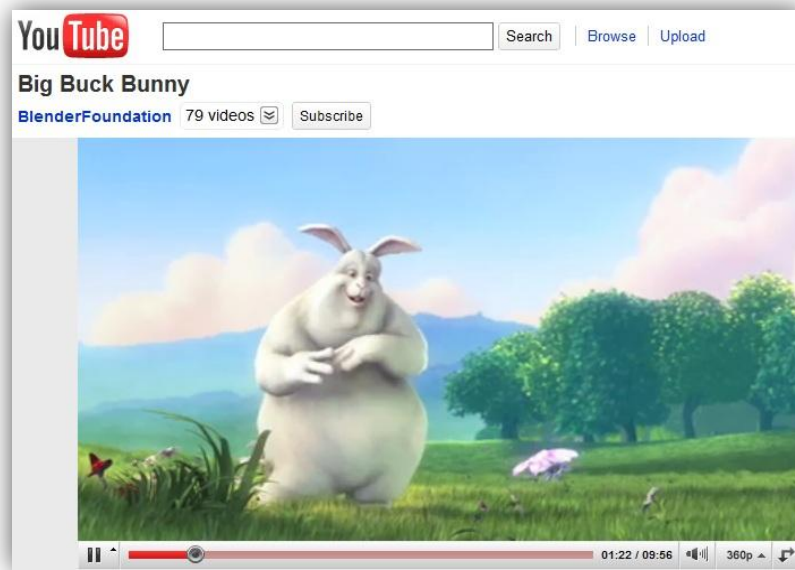 YouTube Search Browse Upload
Big Buck Bunny
BlenderFoundation 79 videos Subscribe
01:22 / 09:56 360p